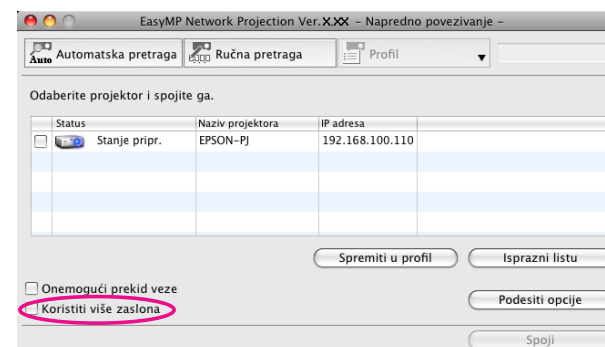 EasyMP Network Projection Ver.X.XX – Napredno povezivanje –
Auto Automatska pretraga Ručna pretraga Profil
Odaberite projektor i spojite ga.
Status Naziv projektora IP adresa
Stanje pripr. EPSON-PJ 192.168.100.110
Spremiti u profil Isprazni listu
Onemogući prekid veze
Podesiti opcije
Koristiti više zaslona
Spoji